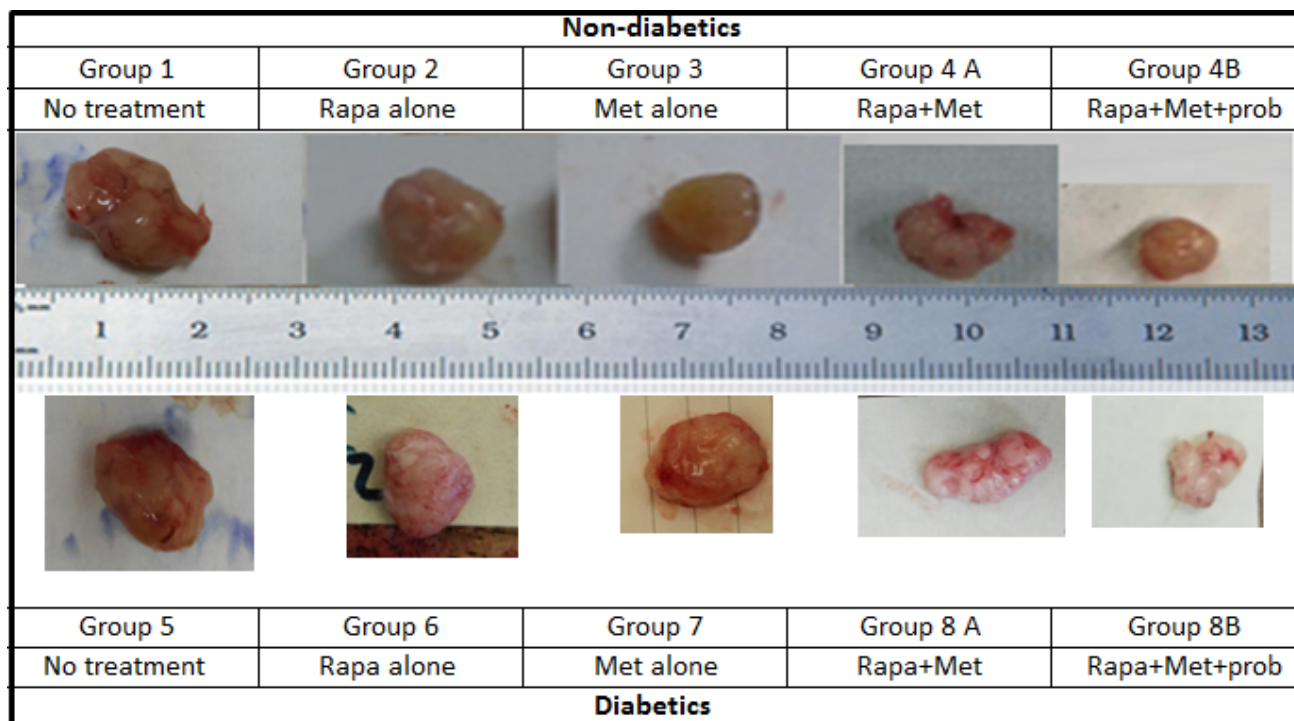 Non-diabetics
Group 1 Group 2 Group 3 Group 4 A Group 4B
No treatment Rapa alone Met alone Rapa+Met Rapa+Met+prob
1 2 3 4 5 6 7 8 9 10 11 12 13
2
Group 5 Group 6 Group 7 Group 8 A Group 8B
No treatment Rapa alone Met alone Rapa+Met Rapa+Met+prob
Diabetics